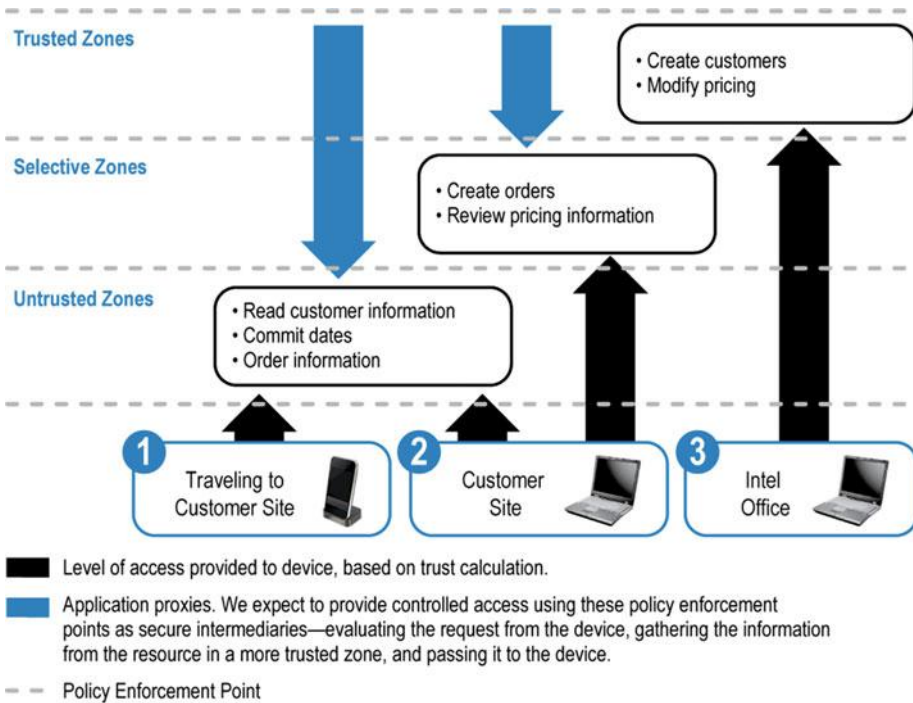 Trusted Zones
• Create customers
• Modify pricing
Selective Zones
• Create orders
• Review pricing information
Untrusted Zones
• Read customer information
• Commit dates
• Order information
1
Traveling to
Customer Site
2
Customer
Site
3
Intel
Office
Level of access provided to device, based on trust calculation.
Application proxies. We expect to provide controlled access using these policy enforcement
points as secure intermediaries—evaluating the request from the device, gathering the information
from the resource in a more trusted zone, and passing it to the device.
Policy Enforcement Point